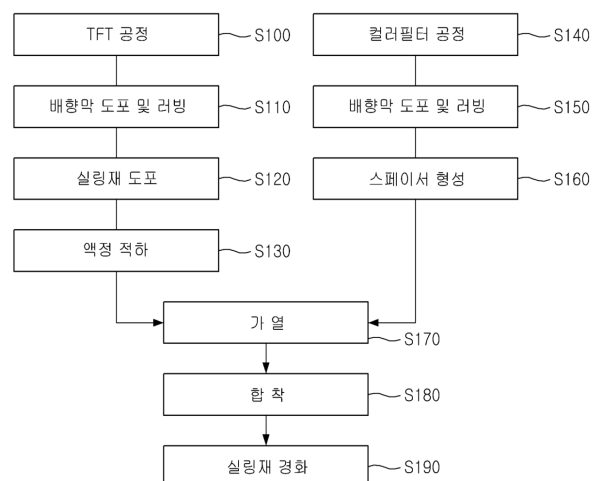 TFT 공정
S100
컬러필터 공정
S140
배향막 도포 및 러빙
S110
배향막 도포 및 러빙
S150
실링재 도포
S120
스페이서 형성
S160
액정 적하
S130
가 열
S170
합 착
S180
실링재 경화
S190